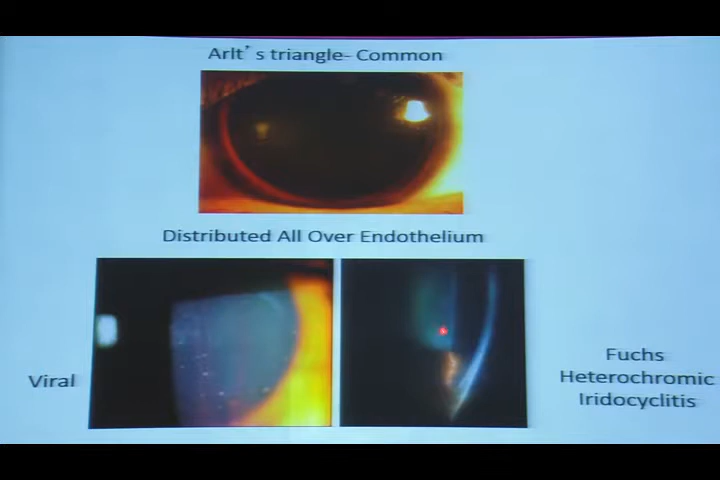 Arlt's triangle- Common
Distributed All Over Endothelium
Viral
Fuchs
Heterochromic
Iridocyclitis